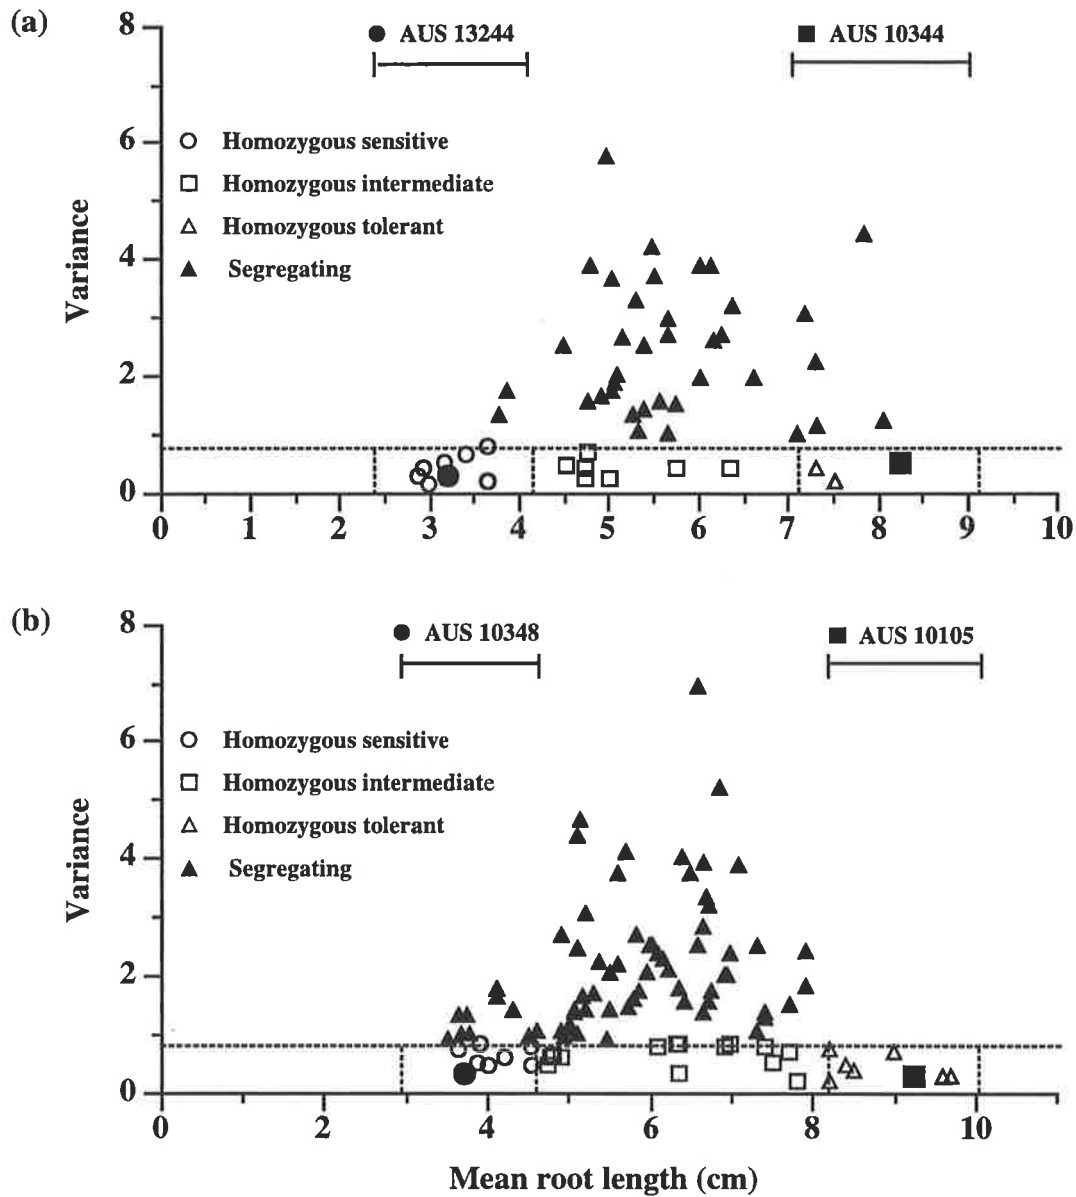 (a)
8
AUS 13244
AUS 10344
6
Homozygous sensitive
Homozygous intermediate
Homozygous tolerant
Segregating
Variance
4
2
0
0 1 2 3 4 5 6 7 8 9 10
(b)
8
AUS 10348
AUS 10105
6
Homozygous sensitive
Homozygous intermediate
Homozygous tolerant
Segregating
Variance
4
2
0
0 2 4 6 8 10
Mean root length (cm)